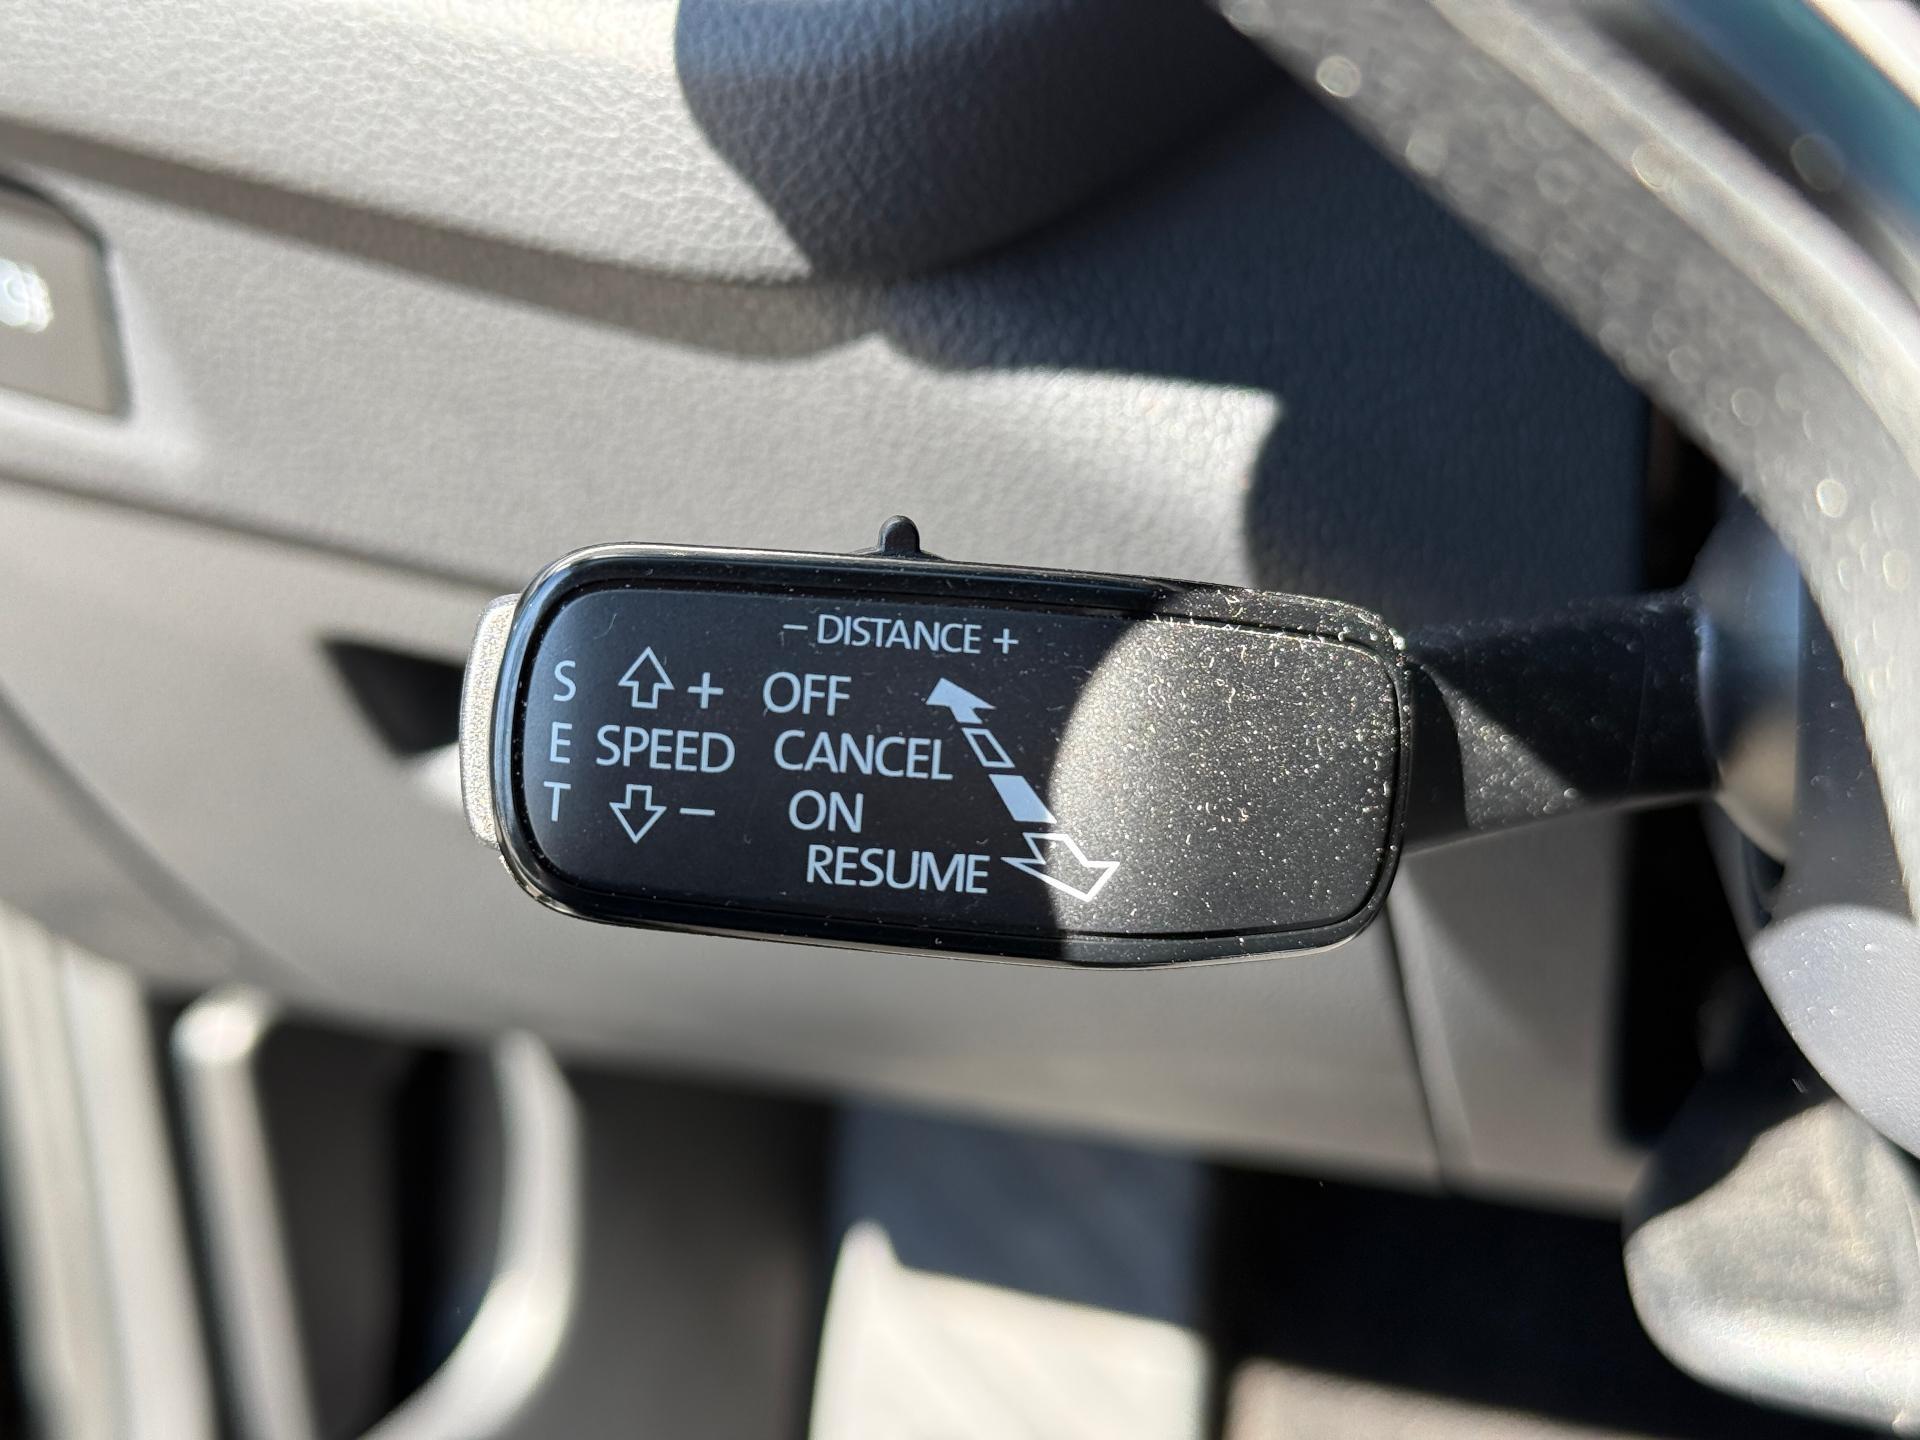 – DISTANCE +
S + OFF
E SPEED CANCEL
T – ON
RESUME